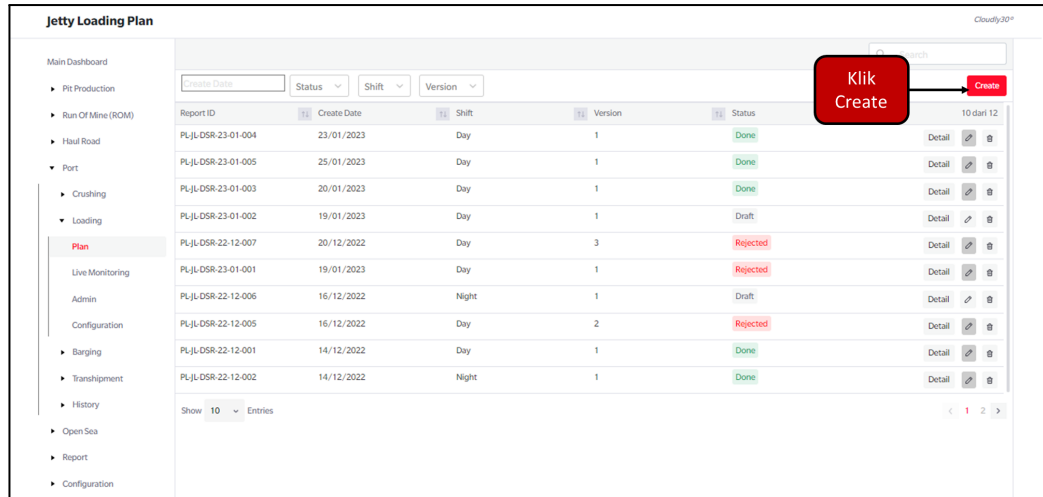 Jetty Loading Plan
Cloudly30°
Main Dashboard
Pit Production
Run Of Mine (ROM)
Haul Road
Port
Crushing
Loading
Plan
Live Monitoring
Admin
Configuration
Barging
Transhipment
History
Open Sea
Report
Configuration
Search
Create Date Status Shift Version
Klik
Create
Create
Report ID Create Date Shift Version Status 10 dari 12
PL-JL-DSR-23-01-004 23/01/2023 Day 1 Done Detail
PL-JL-DSR-23-01-005 25/01/2023 Day 1 Done Detail
PL-JL-DSR-23-01-003 20/01/2023 Day 1 Done Detail
PL-JL-DSR-23-01-002 19/01/2023 Day 1 Draft Detail
PL-JL-DSR-22-12-007 20/12/2022 Day 3 Rejected Detail
PL-JL-DSR-23-01-001 19/01/2023 Day 1 Rejected Detail
PL-JL-DSR-22-12-006 16/12/2022 Night 1 Draft Detail
PL-JL-DSR-22-12-005 16/12/2022 Day 2 Rejected Detail
PL-JL-DSR-22-12-001 14/12/2022 Day 1 Done Detail
PL-JL-DSR-22-12-002 14/12/2022 Night 1 Done Detail
Show 10 Entries
< 1 2 >